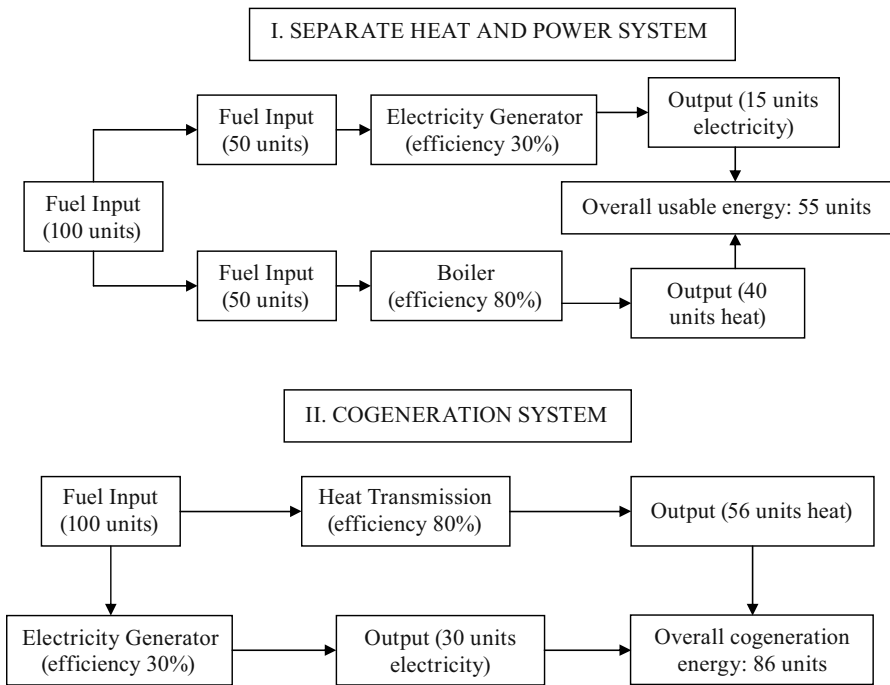 I. SEPARATE HEAT AND POWER SYSTEM
Fuel Input
(100 units)
Fuel Input
(50 units)
Electricity Generator
(efficiency 30%)
Output (15 units
electricity)
Fuel Input
(50 units)
Boiler
(efficiency 80%)
Output (40
units heat)
Overall usable energy: 55 units
II. COGENERATION SYSTEM
Fuel Input
(100 units)
Heat Transmission
(efficiency 80%)
Output (56 units heat)
Electricity Generator
(efficiency 30%)
Output (30 units
electricity)
Overall cogeneration
energy: 86 units